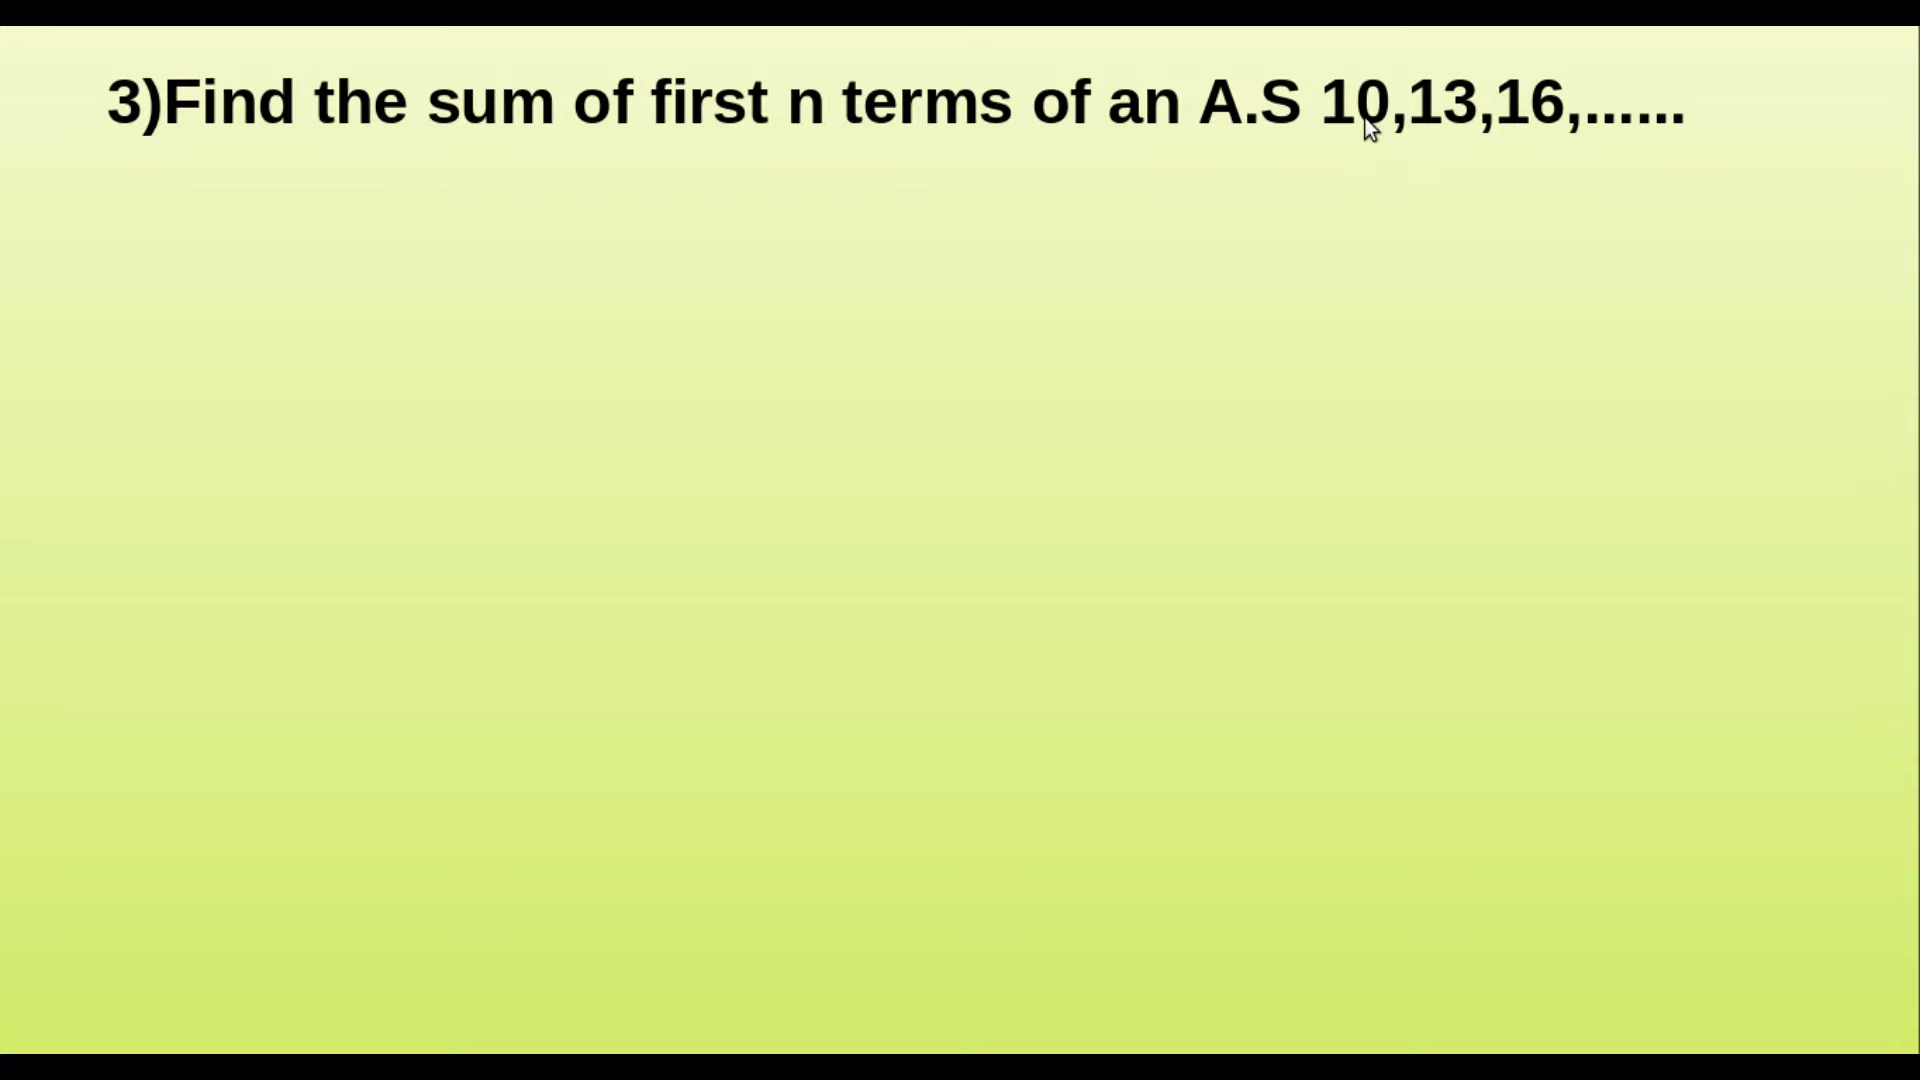 3)Find the sum of first n terms of an A.S 10,13,16,......